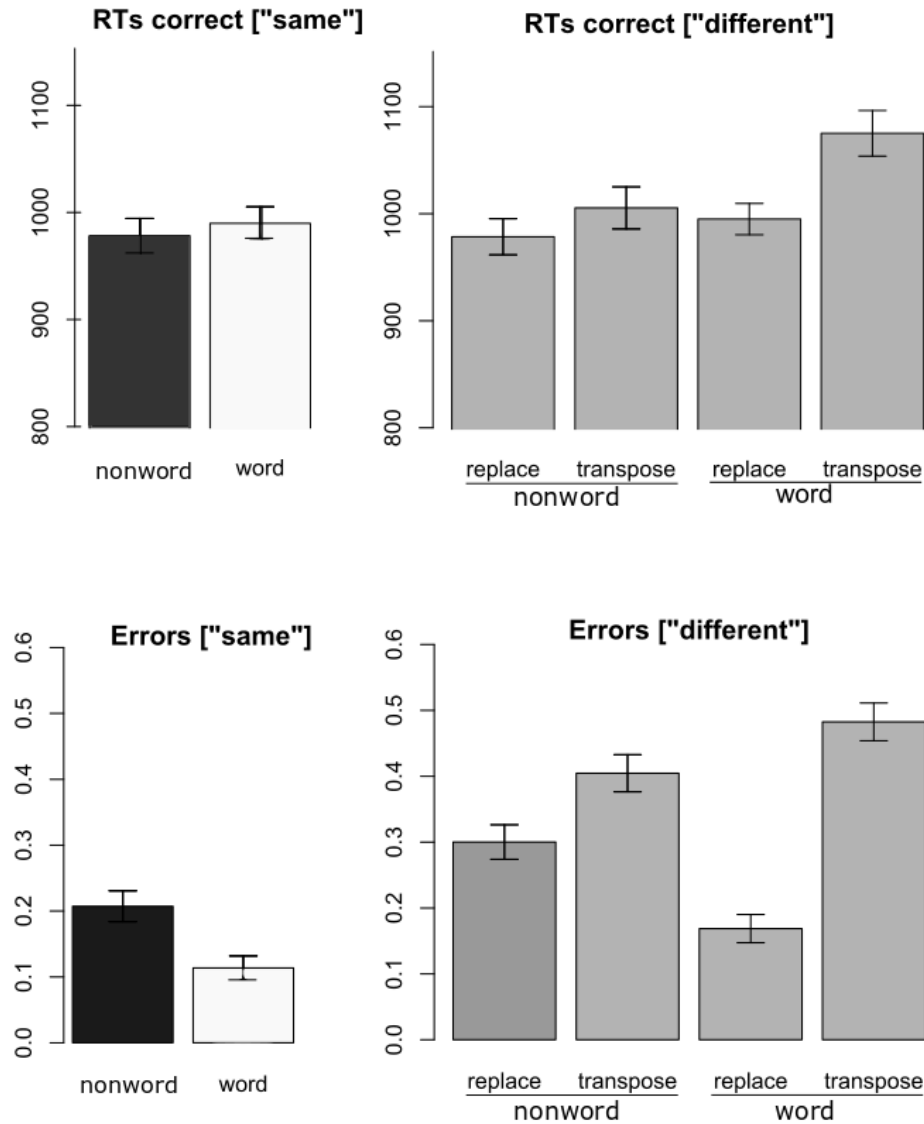 RTs correct ["same"]
1100
1000
900
800
nonword word
RTs correct ["different"]
1100
1000
900
800
replace transpose replace transpose
nonword word
Errors ["same"]
0.6
0.5
0.4
0.3
0.2
0.1
0.0
nonword word
Errors ["different"]
0.6
0.5
0.4
0.3
0.2
0.1
0.0
replace transpose replace transpose
nonword word